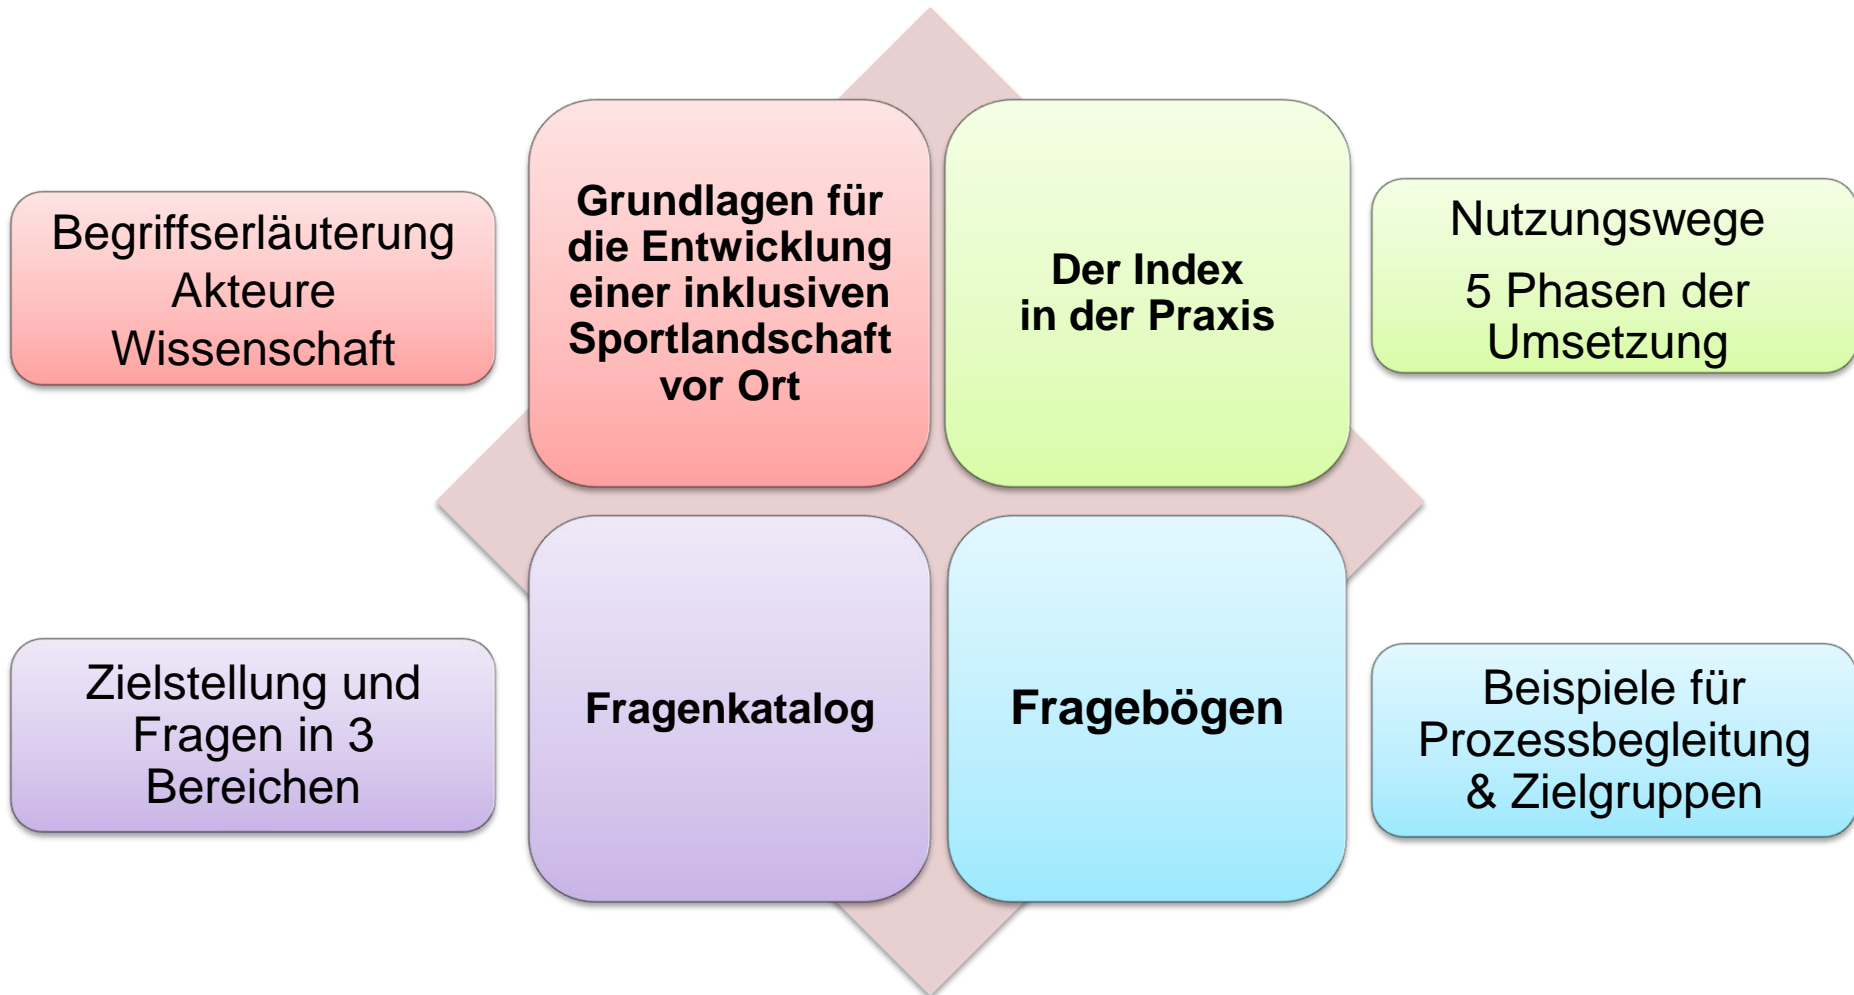 Begriffserläuterung
Akteure
Wissenschaft
Grundlagen für
die Entwicklung
einer inklusiven
Sportlandschaft
vor Ort
Der Index
in der Praxis
Nutzungswege
5 Phasen der
Umsetzung
Zielstellung und
Fragen in 3
Bereichen
Fragenkatalog
Fragebögen
Beispiele für
Prozessbegleitung
& Zielgruppen